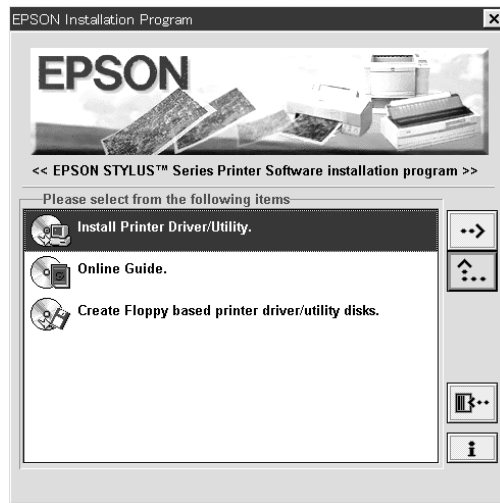 EPSON Installation Program
EPSON
<< EPSON STYLUS™ Series Printer Software installation program >>
Please select from the following items
Install Printer Driver/Utility.
Online Guide.
Create Floppy based printer driver/utility disks.
i